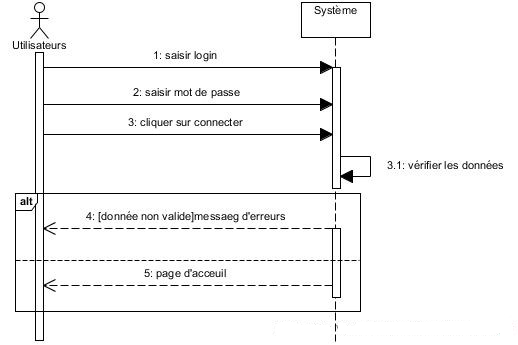 Système
Utilisateurs
1: saisir login
2: saisir mot de passe
3: cliquer sur connecter
3.1: vérifier les données
alt
4: [donnée non valide]messaeg d'erreurs
5: page d'acceuil